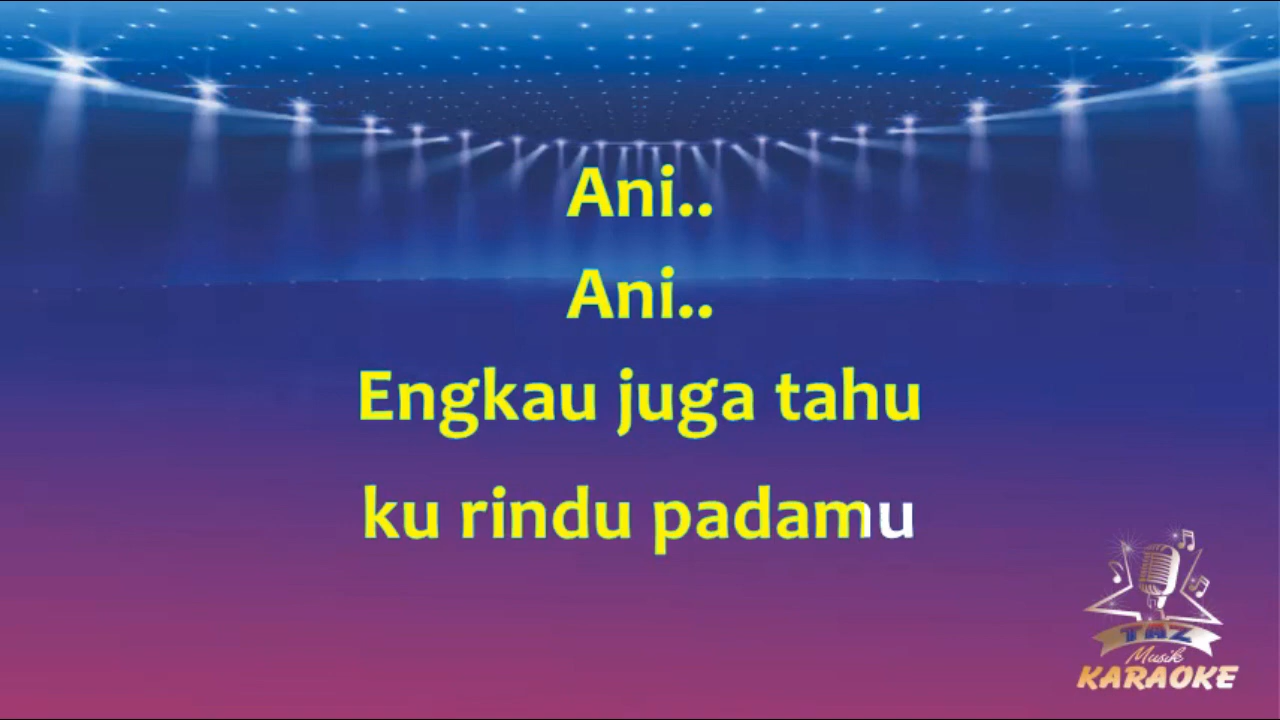 Ani..
Ani..
Engkau juga tahu
ku rindu padamu
TAZ
Musik
KARAOKE